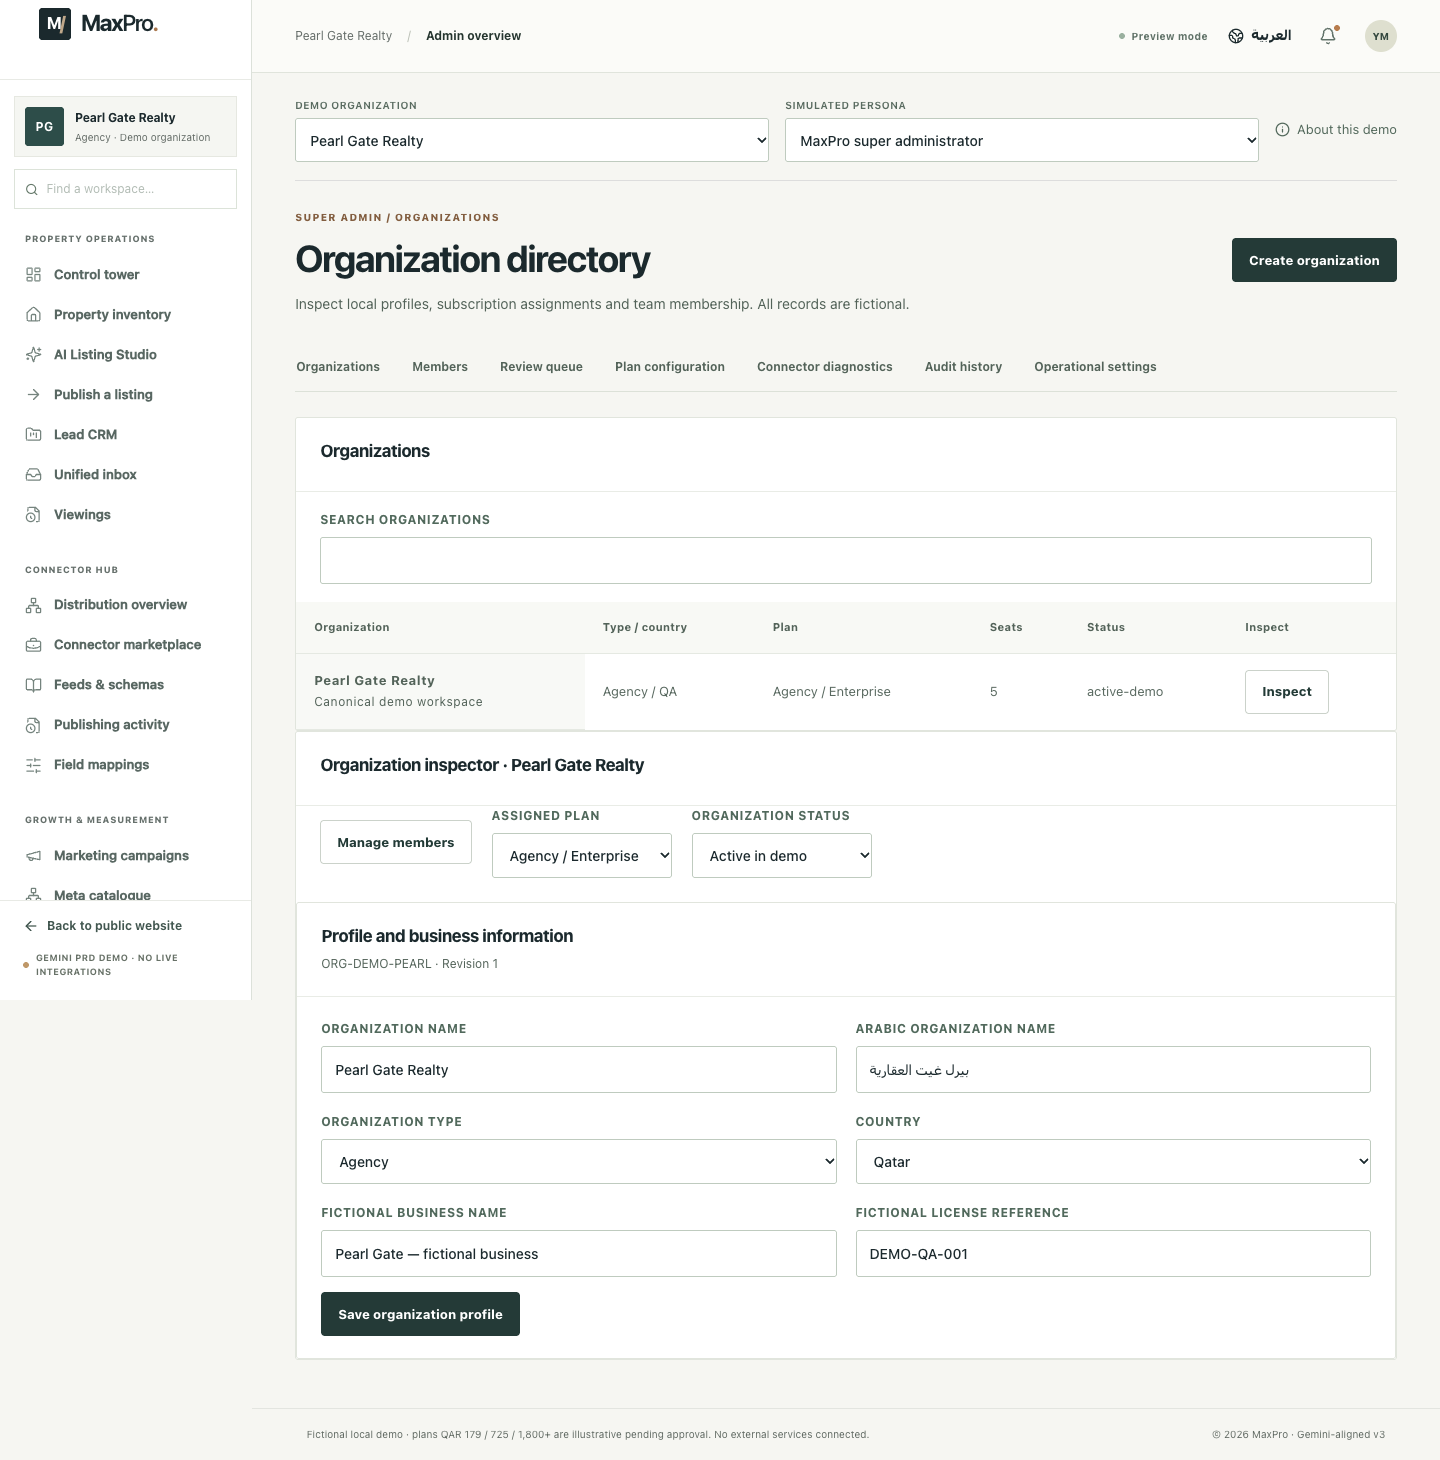 M/ MaxPro.
Pearl Gate Realty / Admin overview
Preview mode
العربية
YM
PG
Pearl Gate Realty
Agency · Demo organization
Find a workspace...
PROPERTY OPERATIONS
Control tower
Property inventory
AI Listing Studio
Publish a listing
Lead CRM
Unified inbox
Viewings
CONNECTOR HUB
Distribution overview
Connector marketplace
Feeds & schemas
Publishing activity
Field mappings
GROWTH & MEASUREMENT
Marketing campaigns
Meta catalogue
Back to public website
GEMINI PRD DEMO · NO LIVE
INTEGRATIONS
DEMO ORGANIZATION
Pearl Gate Realty
SIMULATED PERSONA
MaxPro super administrator
About this demo
SUPER ADMIN / ORGANIZATIONS
Organization directory
Create organization
Inspect local profiles, subscription assignments and team membership. All records are fictional.
Organizations Members Review queue Plan configuration Connector diagnostics Audit history Operational settings
Organizations
SEARCH ORGANIZATIONS
Organization Type / country Plan Seats Status Inspect
Pearl Gate Realty
Canonical demo workspace
Agency / QA Agency / Enterprise 5 active-demo Inspect
Organization inspector · Pearl Gate Realty
Manage members
ASSIGNED PLAN
Agency / Enterprise
ORGANIZATION STATUS
Active in demo
Profile and business information
ORG-DEMO-PEARL · Revision 1
ORGANIZATION NAME
Pearl Gate Realty
ARABIC ORGANIZATION NAME
بيرل غيت العقارية
ORGANIZATION TYPE
Agency
COUNTRY
Qatar
FICTIONAL BUSINESS NAME
Pearl Gate — fictional business
FICTIONAL LICENSE REFERENCE
DEMO-QA-001
Save organization profile
Fictional local demo · plans QAR 179 / 725 / 1,800+ are illustrative pending approval. No external services connected.
© 2026 MaxPro · Gemini-aligned v3